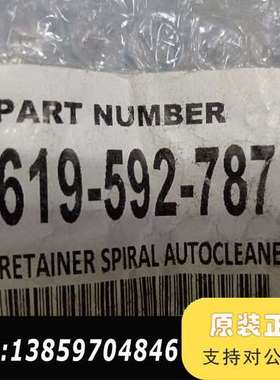 PART NUMBER
619-592-787
RETAINER SPIRAL AUTOCLEANE
原装正
:13859704846
支持对公